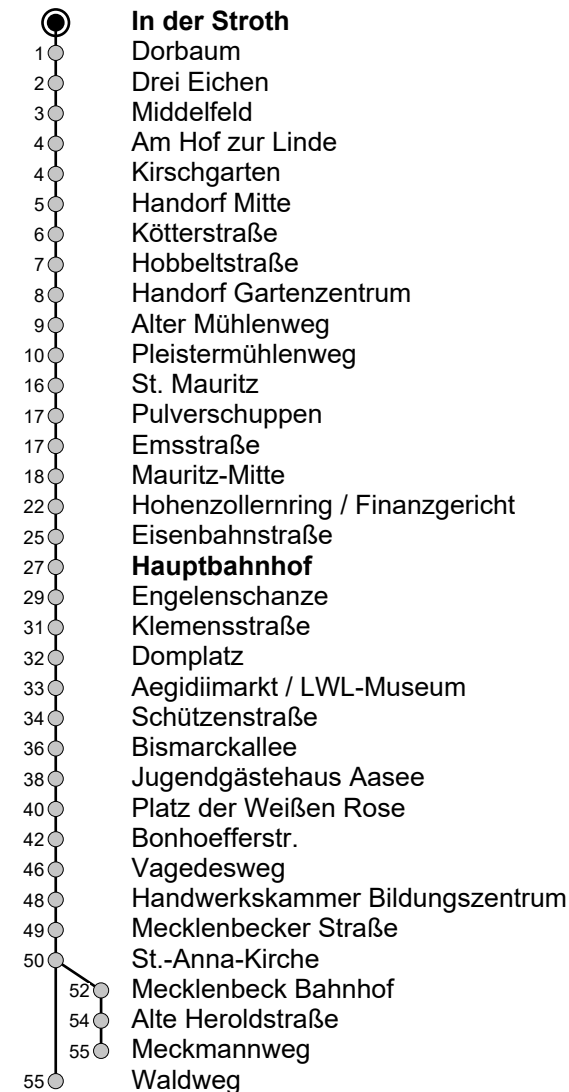 In der Stroth
1 Dorbaum
2 Drei Eichen
3 Middelfeld
4 Am Hof zur Linde
4 Kirschgarten
5 Handorf Mitte
6 Kötterstraße
7 Hobbeltstraße
8 Handorf Gartenzentrum
9 Alter Mühlenweg
10 Pleistermühlenweg
16 St. Mauritz
17 Pulverschuppen
17 Emsstraße
18 Mauritz-Mitte
22 Hohenzollernring / Finanzgericht
25 Eisenbahnstraße
27 Hauptbahnhof
29 Engelenschanze
31 Klemensstraße
32 Domplatz
33 Aegidiimarkt / LWL-Museum
34 Schützenstraße
36 Bismarckallee
38 Jugendgästehaus Aasee
40 Platz der Weißen Rose
42 Bonhoefferstr.
46 Vagedesweg
48 Handwerkskammer Bildungszentrum
49 Mecklenbecker Straße
50 St.-Anna-Kirche
52 Mecklenbeck Bahnhof
54 Alte Heroldstraße
55 Meckmannweg
55 Waldweg